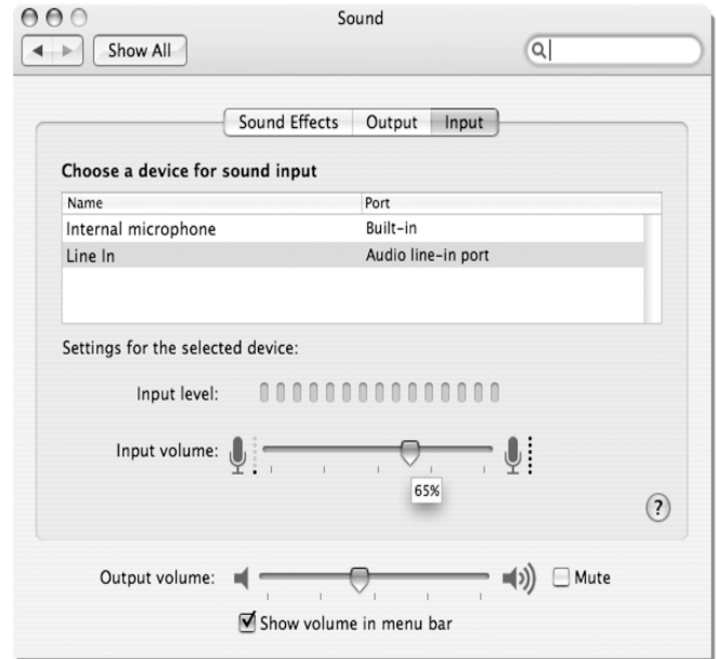 Sound
Show All
Sound Effects Output Input
Choose a device for sound input
Name Port
Internal microphone Built-in
Line In Audio line-in port
Settings for the selected device:
Input level:
Input volume:
65%
?
Output volume: Mute
Show volume in menu bar